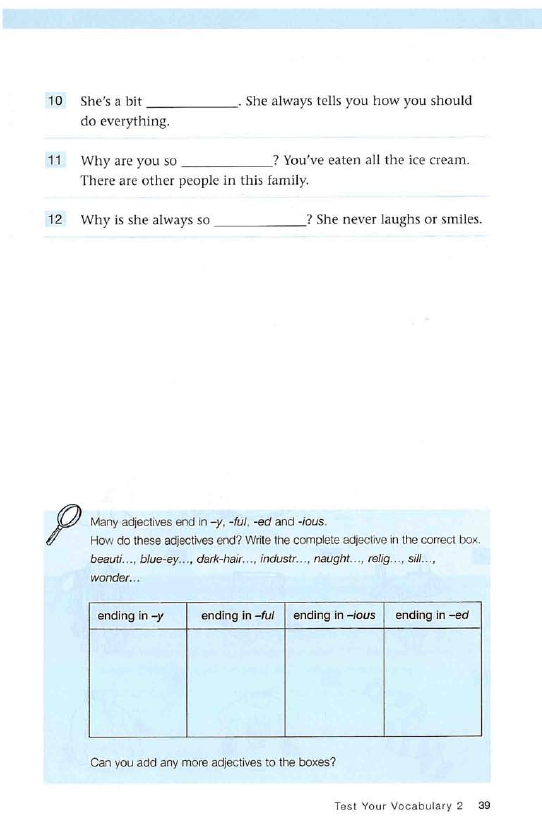 10 She's a bit ____________. She always tells you how you should
do everything.
11 Why are you so ____________? You've eaten all the ice cream.
There are other people in this family.
12 Why is she always so ____________? She never laughs or smiles.
Many adjectives end in –y, -ful, -ed and -ious.
How do these adjectives end? Write the complete adjective in the correct box.
beauti..., blue-ey..., dark-hair..., industr..., naught..., relig..., sill...,
wonder...
ending in –y ending in –ful ending in –ious ending in –ed
Can you add any more adjectives to the boxes?
Test Your Vocabulary 2 39